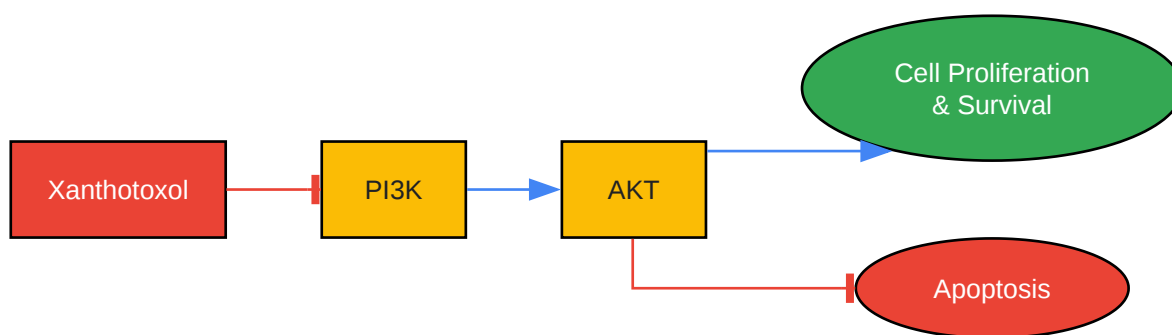 Cell Proliferation
& Survival
Xanthotoxol
PI3K
AKT
Apoptosis